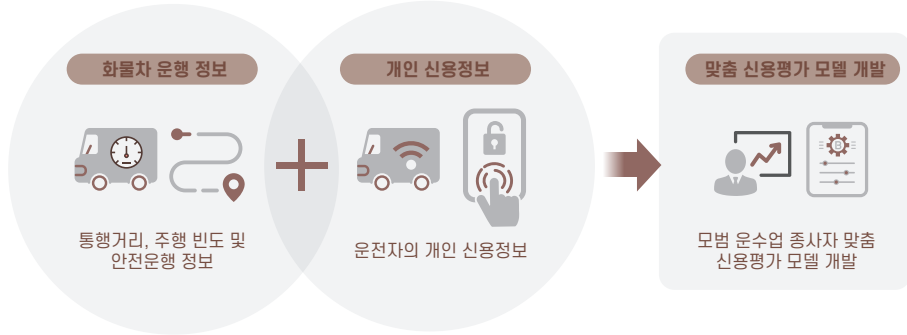 화물차 운행 정보
개인 신용정보
맞춤 신용평가 모델 개발
통행거리, 주행 빈도 및
안전운행 정보
운전자의 개인 신용정보
모범 운수업 종사자 맞춤
신용평가 모델 개발
B